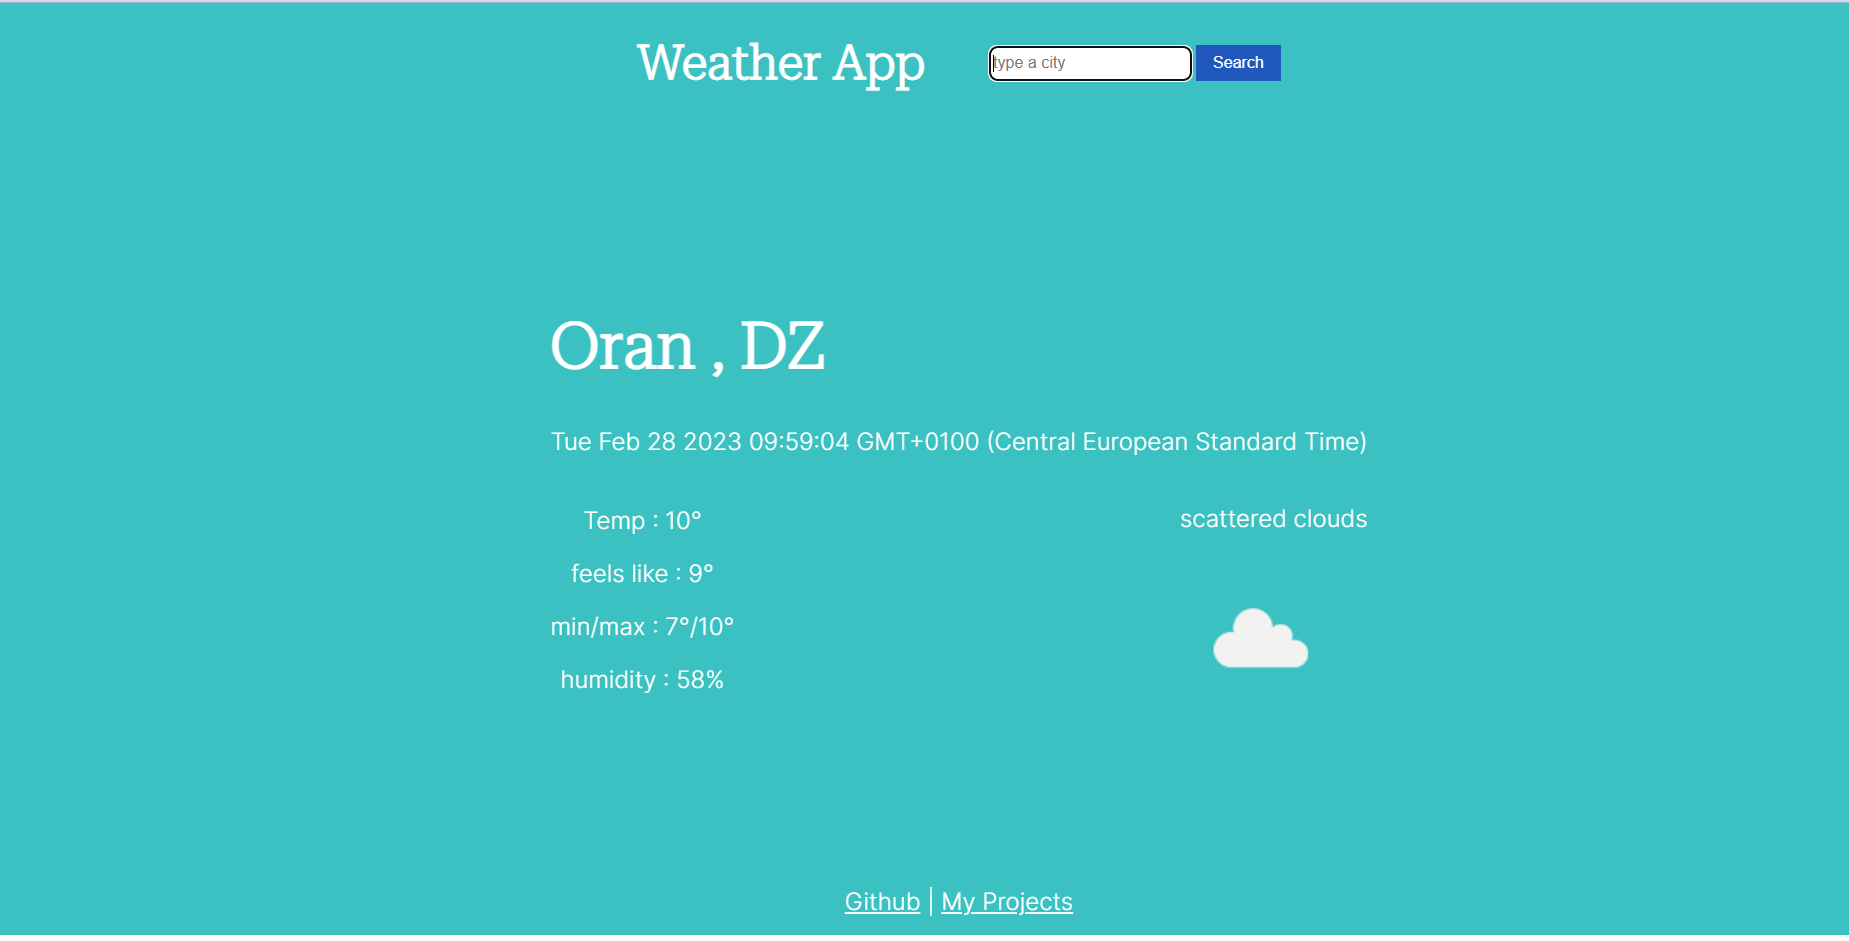 Weather App
type a city
Search
Oran , DZ
Tue Feb 28 2023 09:59:04 GMT+0100 (Central European Standard Time)
Temp : 10°
feels like : 9°
min/max : 7°/10°
humidity : 58%
scattered clouds
Github | My Projects